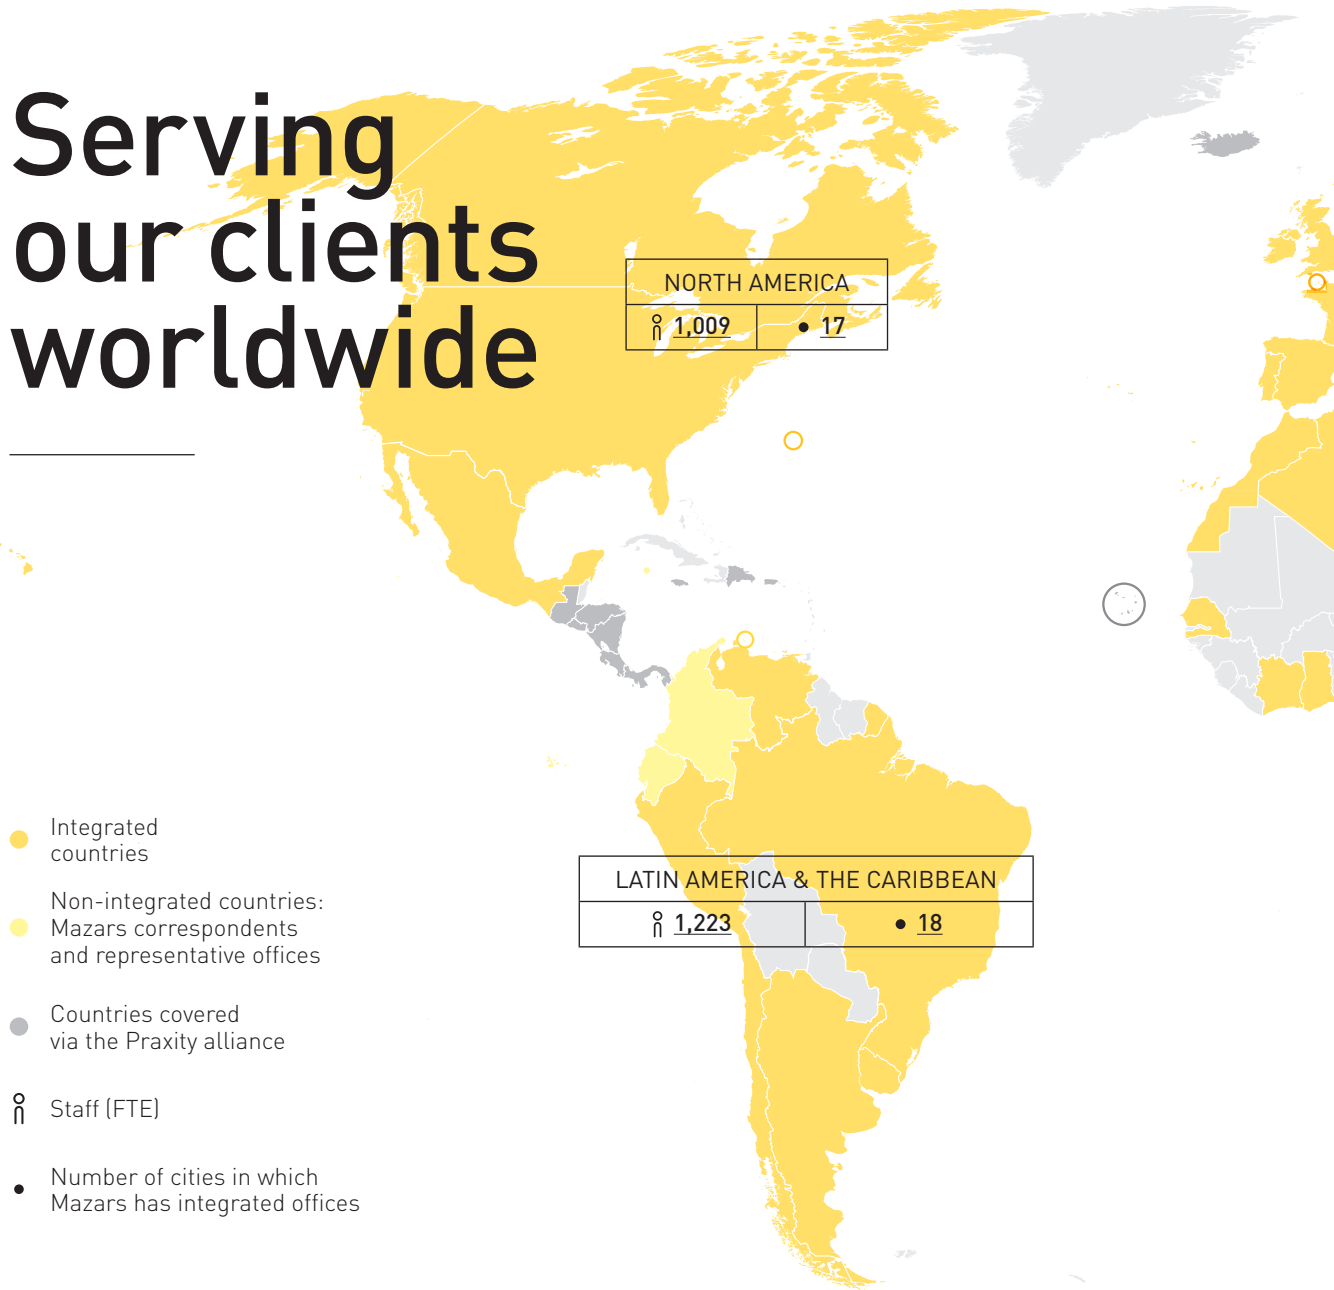 Serving
our clients
worldwide
NORTH AMERICA
1,009
17
Integrated
countries
Non-integrated countries:
Mazars correspondents
and representative offices
Countries covered
via the Praxity alliance
Staff (FTE)
Number of cities in which
Mazars has integrated offices
LATIN AMERICA & THE CARIBBEAN
1,223
18